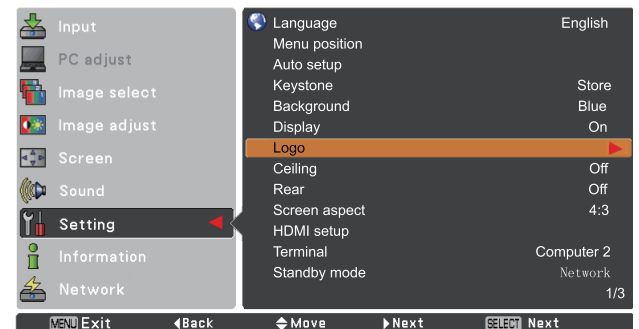 Input
PC adjust
Image select
Image adjust
Screen
Sound
Setting
Information
Network
Language English
Menu position
Auto setup
Keystone Store
Background Blue
Display On
Logo
Ceiling Off
Rear Off
Screen aspect 4:3
HDMI setup
Terminal Computer 2
Standby mode Network
1/3
MENU Exit Back Move Next SELECT Next